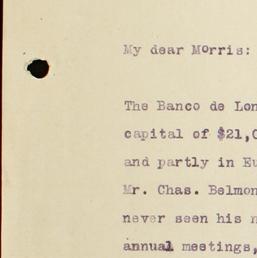 My dear Morris:
The Banco de Lon
capital of $21,0
and partly in Eu
Mr. Chas. Belmon
never seen his n
annual meetings,